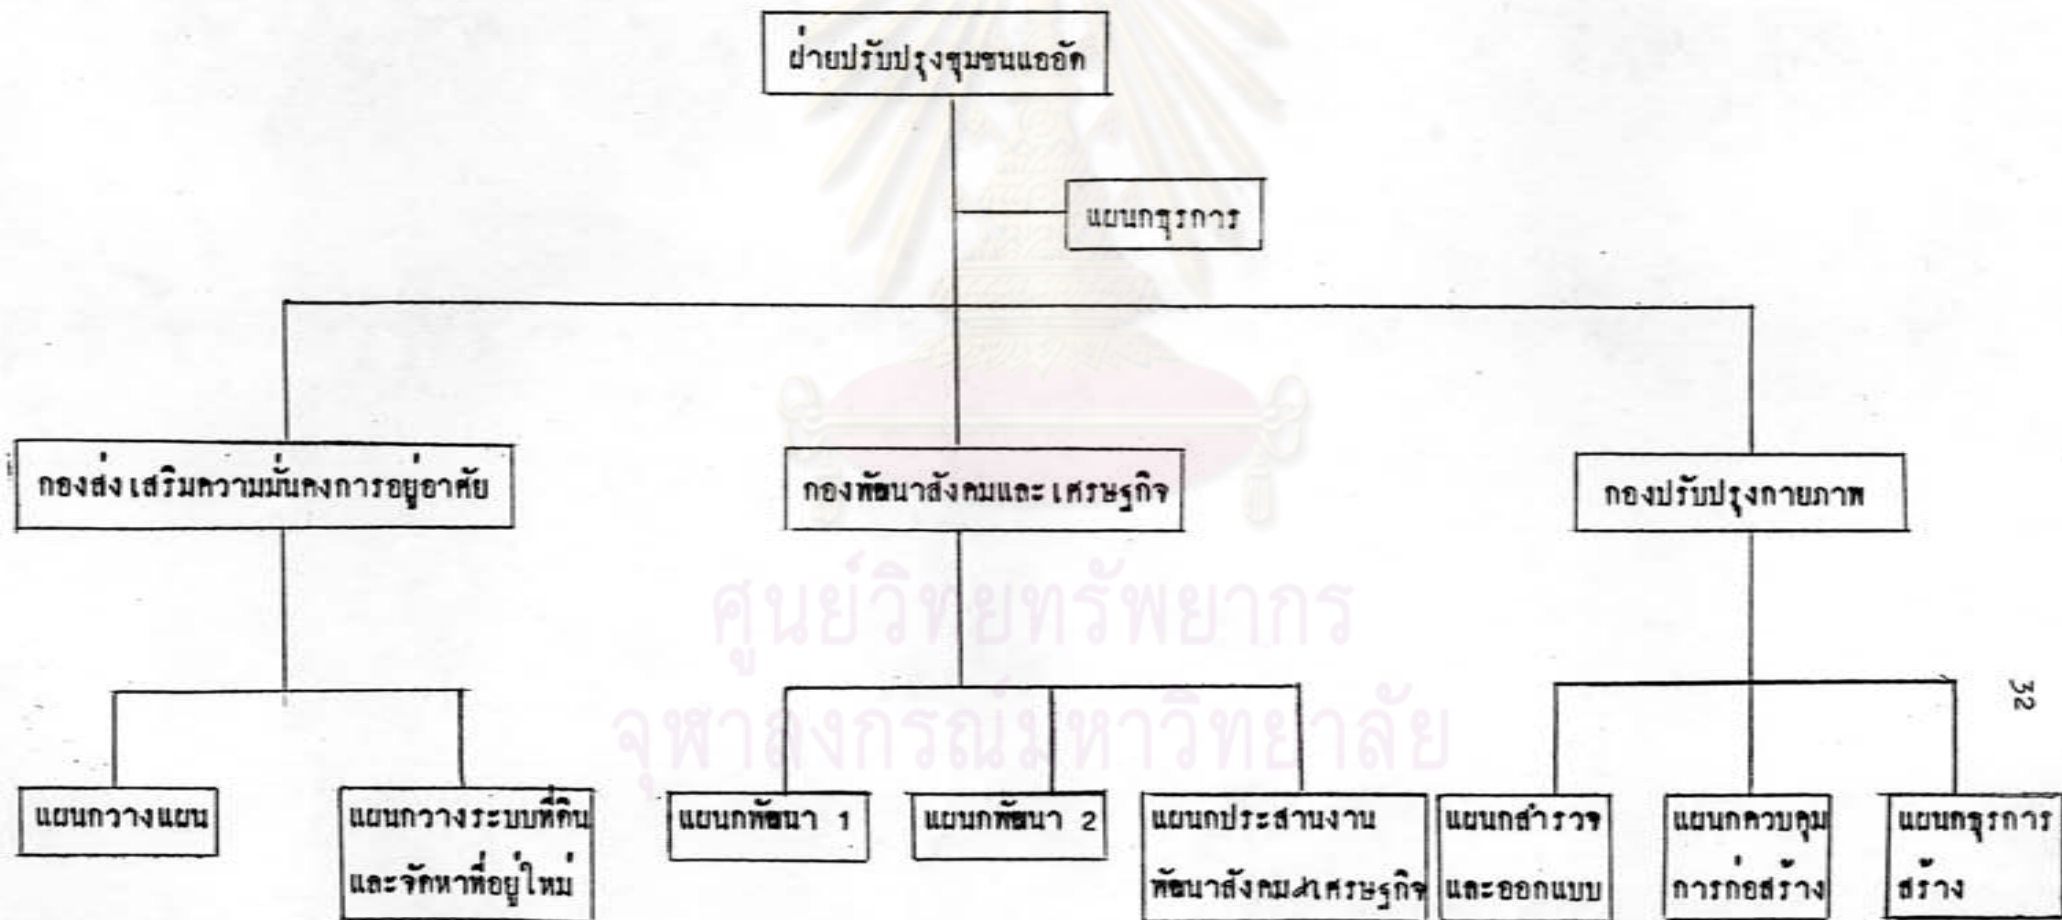 ฝ่ายปรับปรุงชุมชนแออัด
แผนกธุรการ
กองส่งเสริมความมั่นคงการอยู่อาศัย
กองพัฒนาสังคมและเศรษฐกิจ
กองปรับปรุงกายภาพ
ศูนย์วิทยทรัพยากร
จุฬาลงกรณ์มหาวิทยาลัย
32
แผนกวางแผน
แผนกวางระบบที่ดิน
และจัดหาที่อยู่ใหม่
แผนกพัฒนา 1
แผนกพัฒนา 2
แผนกประสานงาน
พัฒนาสังคม เศรษฐกิจ
แผนกสำรวจ
และออกแบบ
แผนกควบคุม
การก่อสร้าง
แผนกธุรการ
สร้าง